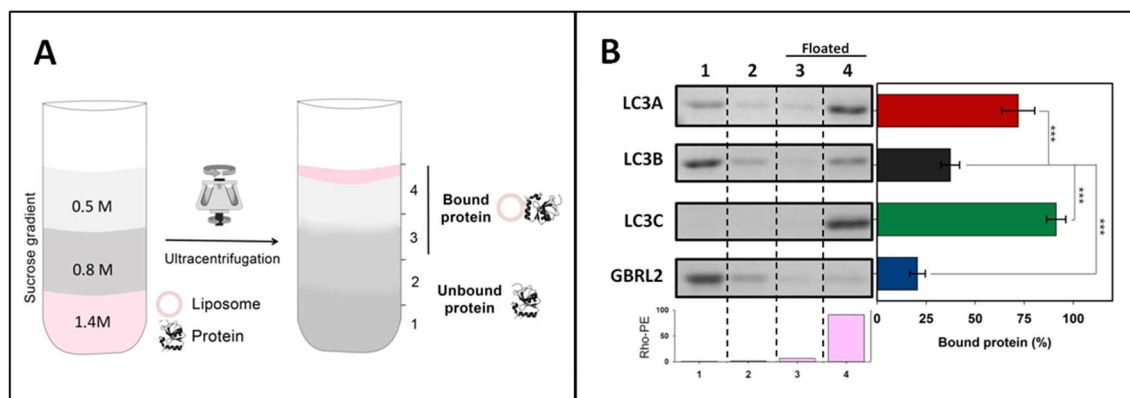 A
Sucrose gradient
0.5 M
0.8 M
1.4M
Ultracentrifugation
Liposome
Protein
4
3
2
1
Bound
protein
Unbound
protein
B
Floated
1 2 3 4
LC3A
LC3B
LC3C
GBRL2
***
***
***
Rho-PE
100
50
0
1 2 3 4
0 25 50 75 100
Bound protein (%)